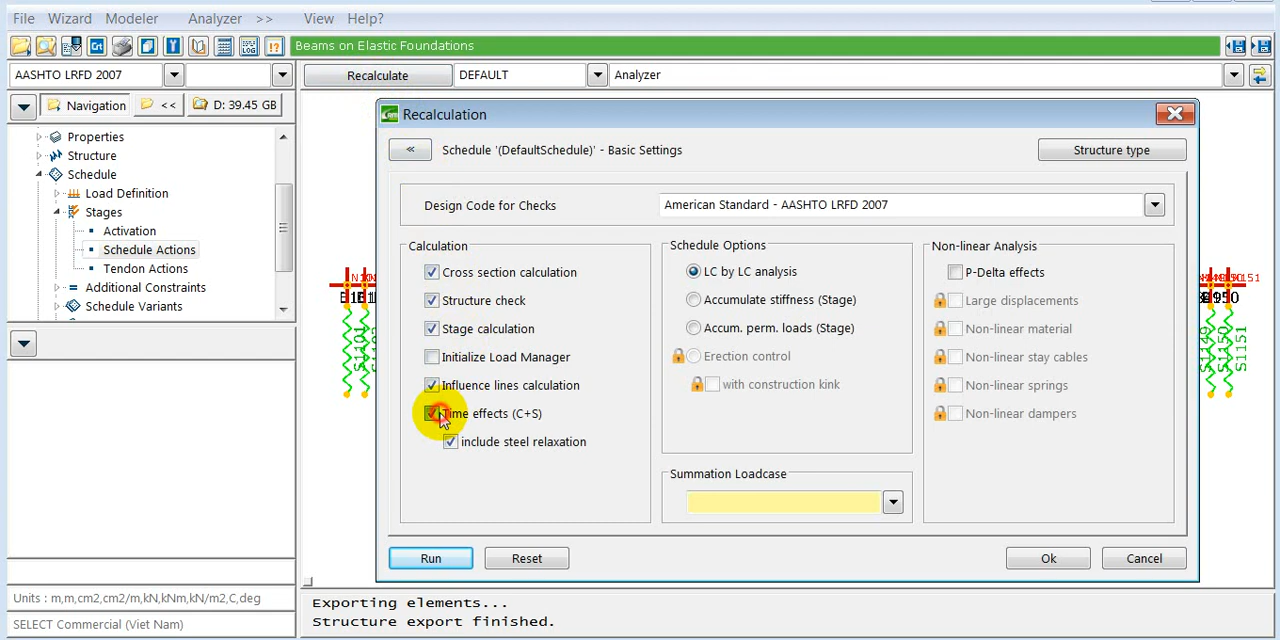 File Wizard Modeler Analyzer >> View Help?
Beams on Elastic Foundations
AASHTO LRFD 2007
Recalculate DEFAULT Analyzer
Navigation << D: 39.45 GB
Properties
Structure
Schedule
Load Definition
Stages
Activation
Schedule Actions
Tendon Actions
Additional Constraints
Schedule Variants
Units : m,m,cm2,cm2/m,kN,kNm,kN/m2,C,deg
SELECT Commercial (Viet Nam)
Recalculation
« Schedule '(DefaultSchedule)' - Basic Settings Structure type
Design Code for Checks American Standard - AASHTO LRFD 2007
Calculation
Cross section calculation
Structure check
Stage calculation
Initialize Load Manager
Influence lines calculation
Time effects (C+S)
include steel relaxation
Schedule Options
LC by LC analysis
Accumulate stiffness (Stage)
Accum. perm. loads (Stage)
Erection control
with construction kink
Summation Loadcase
Non-linear Analysis
P-Delta effects
Large displacements
Non-linear material
Non-linear stay cables
Non-linear springs
Non-linear dampers
Run Reset Ok Cancel
S1101
S1149
S1150
S1151
Exporting elements...
Structure export finished.